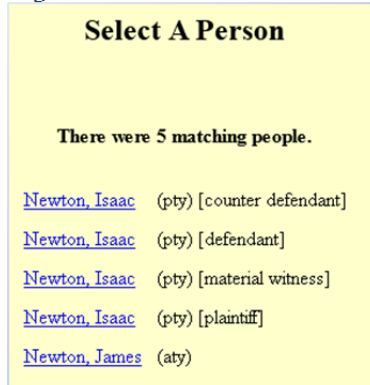 Select A Person
There were 5 matching people.
Newton, Isaac (pty) [counter defendant]
Newton, Isaac (pty) [defendant]
Newton, Isaac (pty) [material witness]
Newton, Isaac (pty) [plaintiff]
Newton, James (aty)